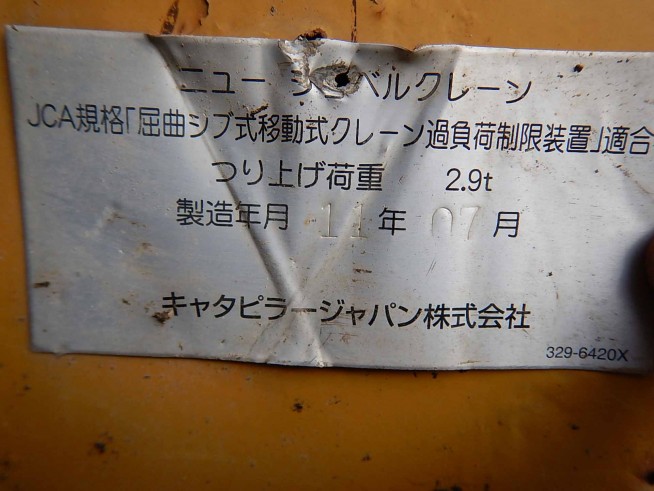 ニュー ショベルクレーン
JCA規格「屈曲ジブ式移動式クレーン過負荷制限装置」適合
つり上げ荷重 2.9t
製造年月 11年 07月
キャタピラージャパン株式会社
329-6420X